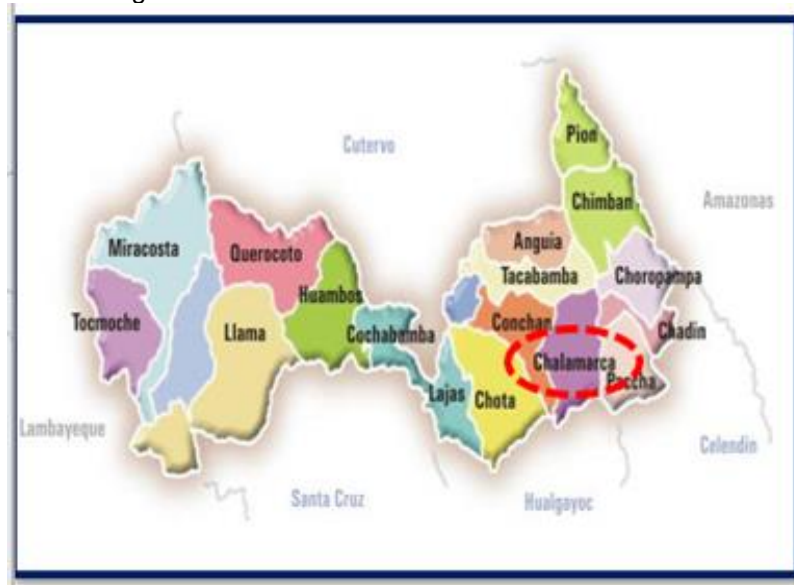 Pion
Cutervo
Chimban
Amazonas
Anguia
Miracosta
Querocoto
Tacabamba
Choropampa
Huambos
Tocmoche
Llama
Cochabamba
Conchan
Chadin
Chalamarca
Paccha
Lajas
Chota
Lambayeque
Celendin
Santa Cruz
Hualgayoc